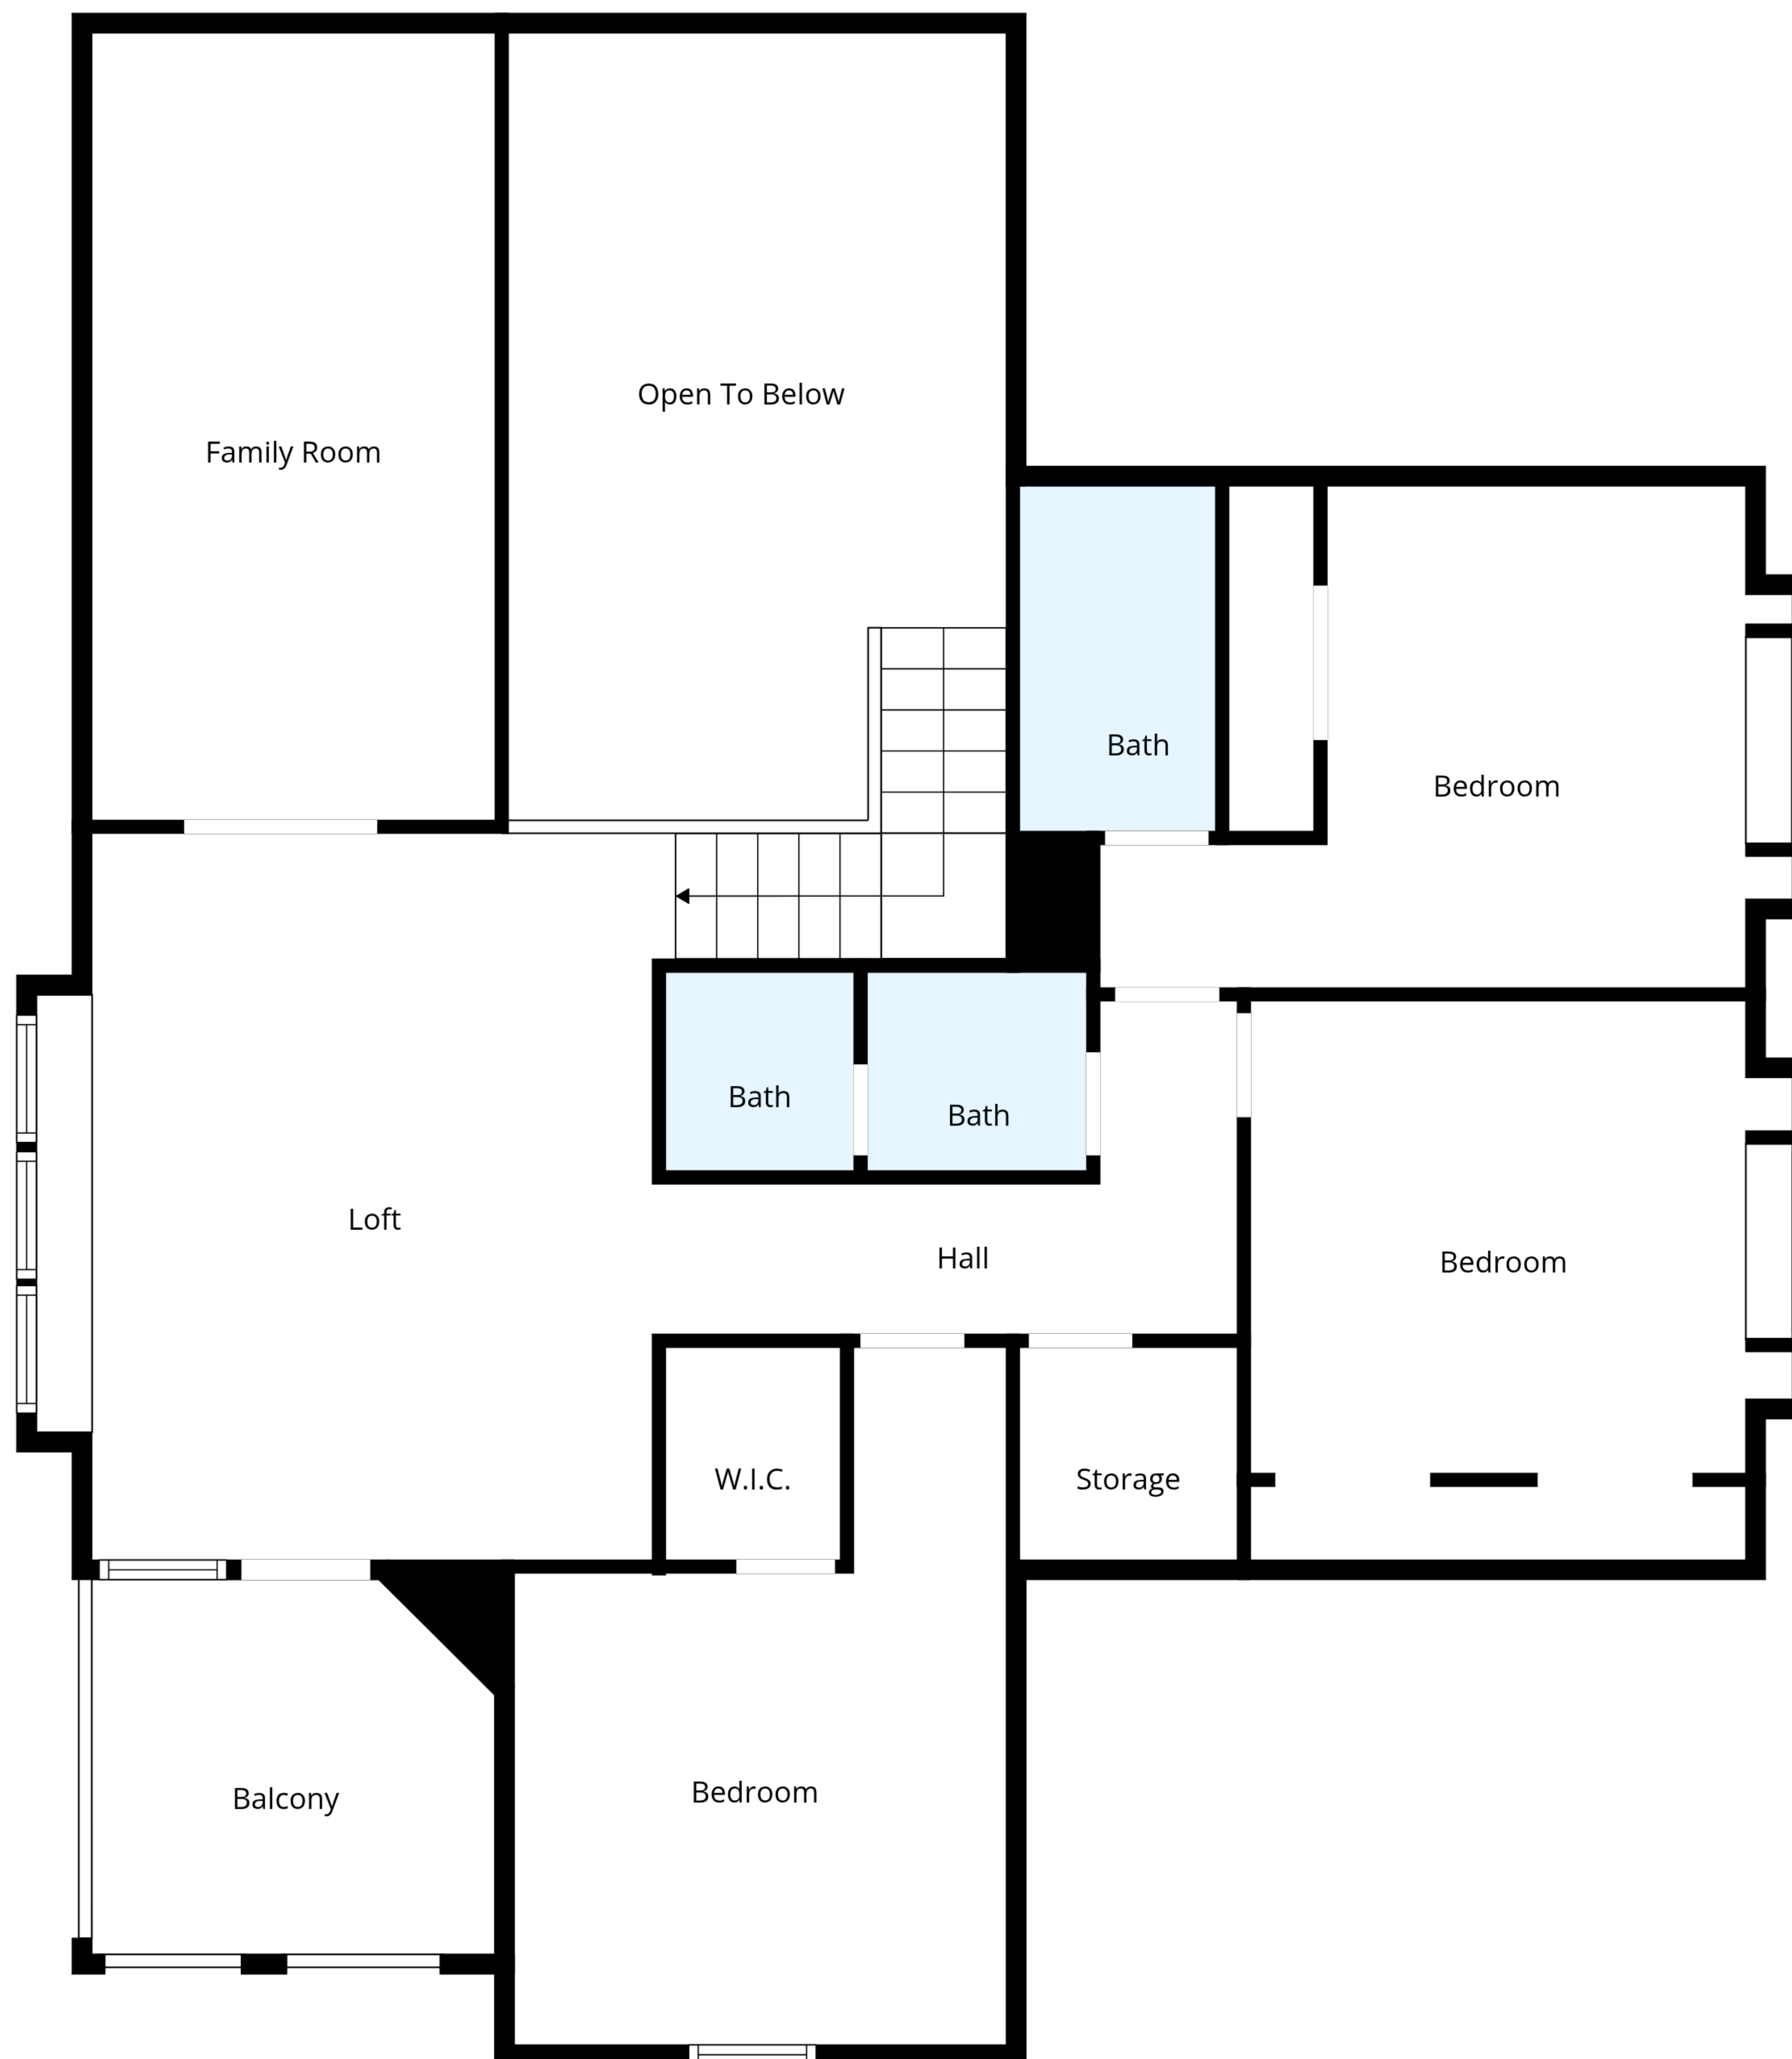 Open To Below
Family Room
Bath
Bedroom
Bath
Bath
Loft
Hall
Bedroom
W.I.C.
Storage
Bedroom
Balcony